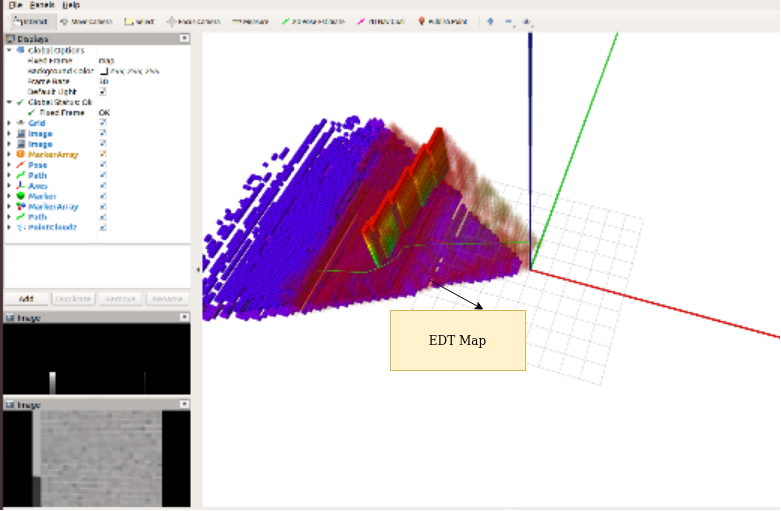 File Panels Help
Interact Move Camera Select Focus Camera Measure 2D Pose Estimate 2D Nav Goal Publish Point
Displays
Global Options
Fixed Frame map
Background Color 255; 255; 255
Frame Rate 30
Default Light
Global Status: Ok
Fixed Frame OK
Grid
Image
Image
MarkerArray
Pose
Path
Axes
Marker
MarkerArray
Path
PointCloud2
Add Duplicate Remove Rename
Image
Image
EDT Map